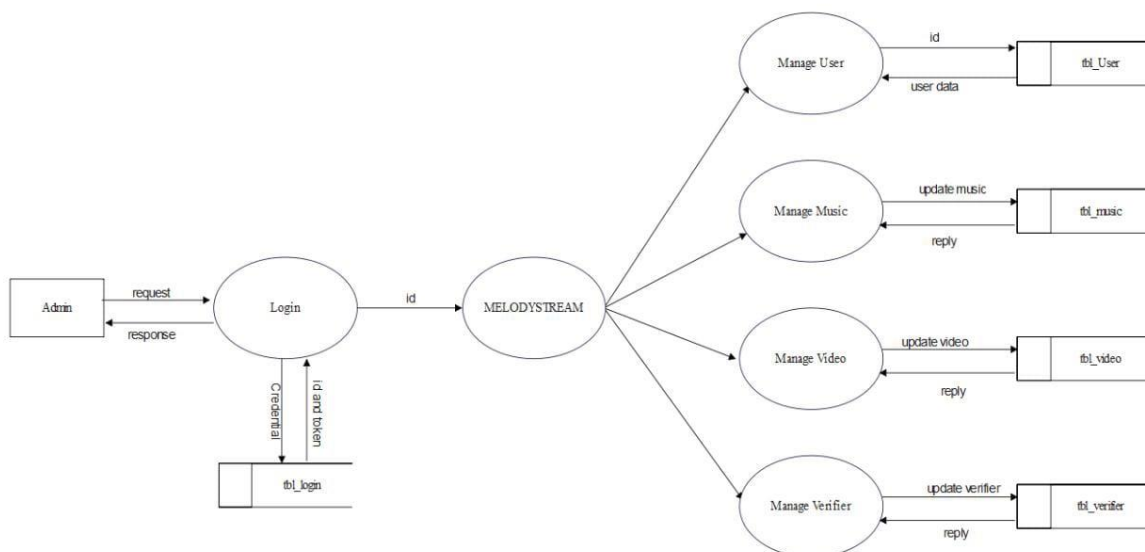 Manage User
id
user data
tbl_User
Manage Music
update music
reply
tbl_music
Admin
request
response
Login
id
MELODYSTREAM
Credential
id and token
tbl_login
Manage Video
update video
reply
tbl_video
Manage Verifier
update verifier
reply
tbl_verifier